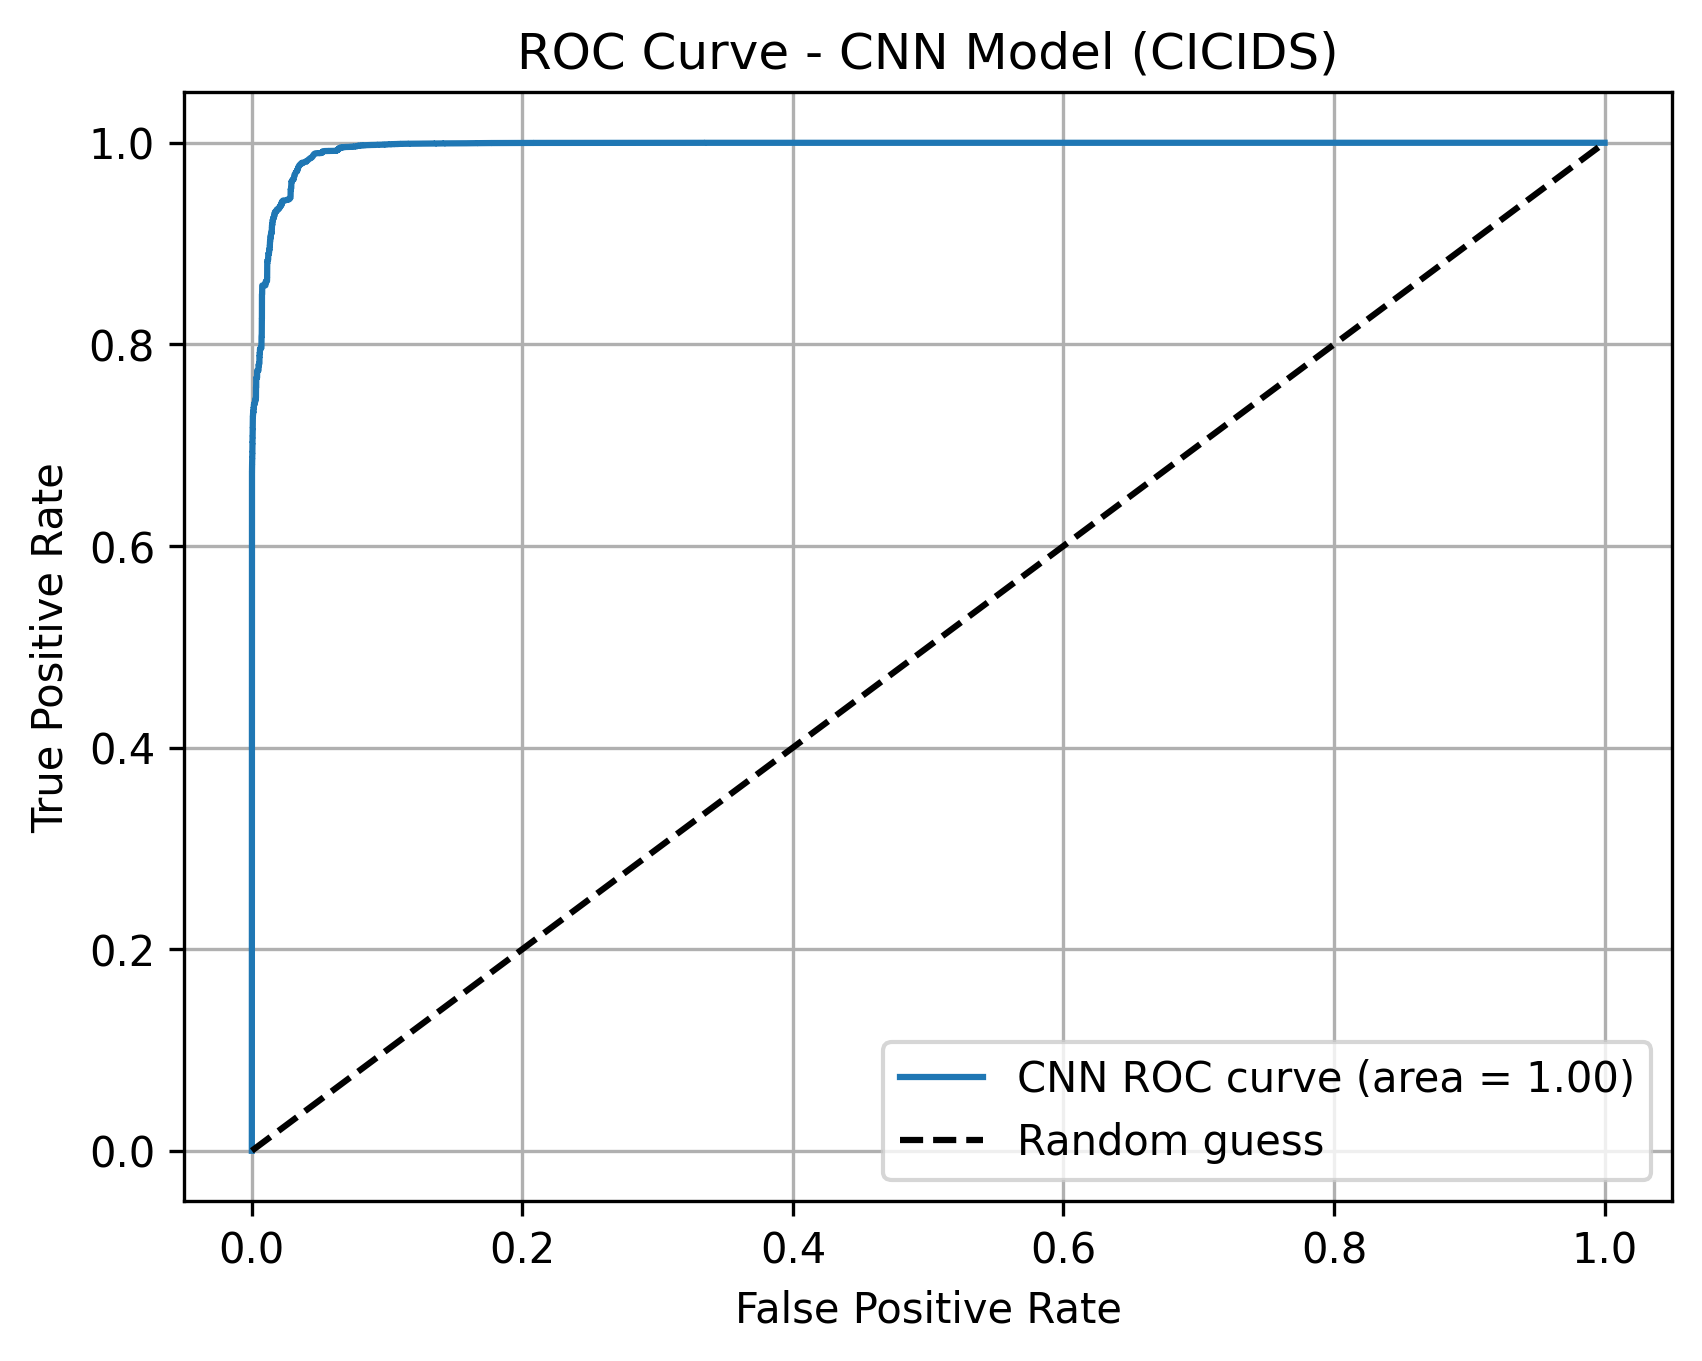 ROC Curve - CNN Model (CICIDS)
True Positive Rate
1.0
0.8
0.6
0.4
0.2
0.0
CNN ROC curve (area = 1.00)
Random guess
0.0 0.2 0.4 0.6 0.8 1.0
False Positive Rate